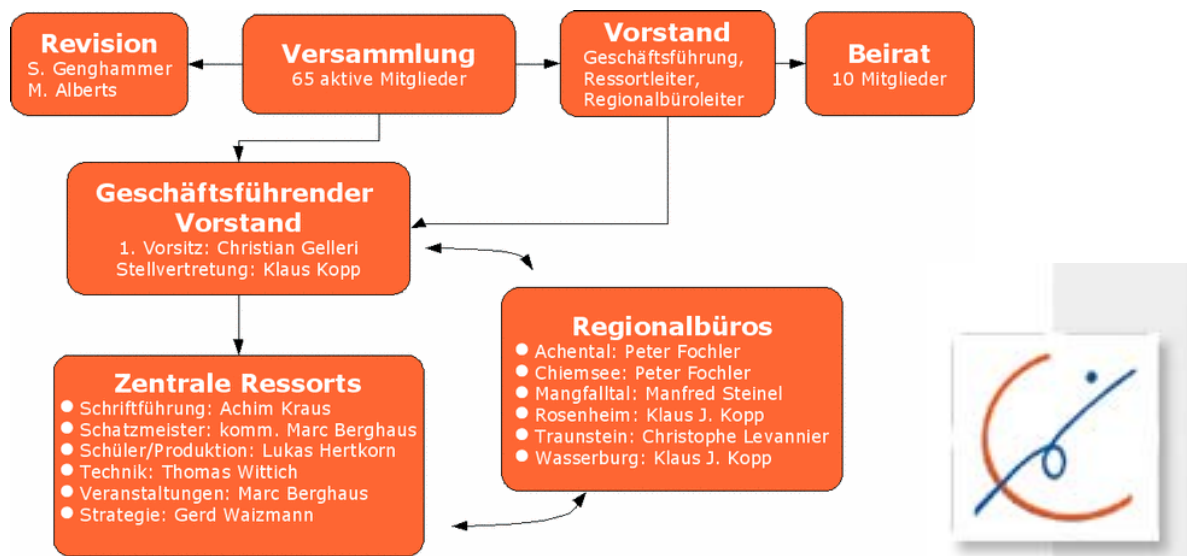 Revision
S. Genghammer
M. Alberts
Versammlung
65 aktive Mitglieder
Vorstand
Geschäftsführung,
Ressortleiter,
Regionalbüroleiter
Beirat
10 Mitglieder
Geschäftsführender
Vorstand
1. Vorsitz: Christian Gelleri
Stellvertretung: Klaus Kopp
Regionalbüros
Achental: Peter Fochler
Chiemsee: Peter Fochler
Mangfalltal: Manfred Steinel
Rosenheim: Klaus J. Kopp
Traunstein: Christophe Levannier
Wasserburg: Klaus J. Kopp
Zentrale Ressorts
Schriftführung: Achim Kraus
Schatzmeister: komm. Marc Berghaus
Schüler/Produktion: Lukas Hertkorn
Technik: Thomas Wittich
Veranstaltungen: Marc Berghaus
Strategie: Gerd Waizmann